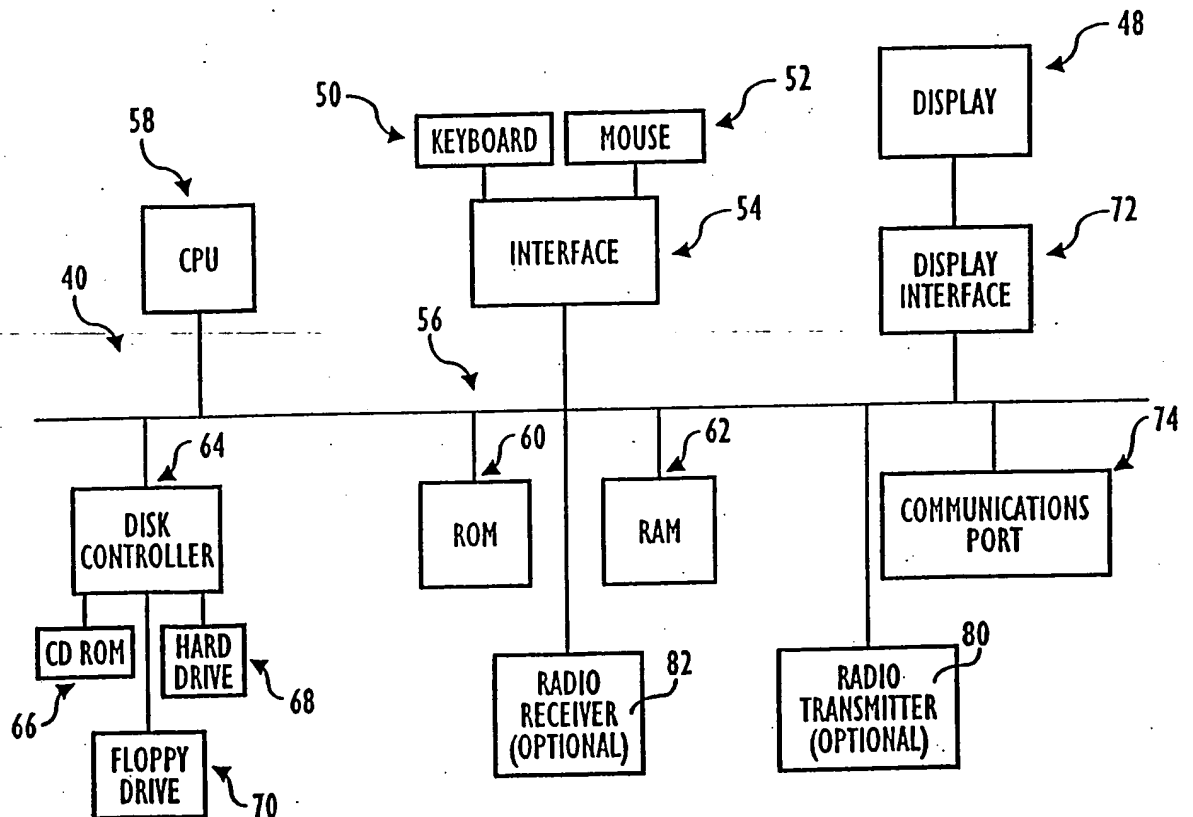 48
DISPLAY
50
52
KEYBOARD
MOUSE
58
CPU
54
INTERFACE
72
DISPLAY
INTERFACE
40
56
64
DISK
CONTROLLER
60
ROM
62
RAM
74
COMMUNICATIONS
PORT
CD ROM
66
HARD
DRIVE
68
FLOPPY
DRIVE
70
82
RADIO
RECEIVER
(OPTIONAL)
80
RADIO
TRANSMITTER
(OPTIONAL)